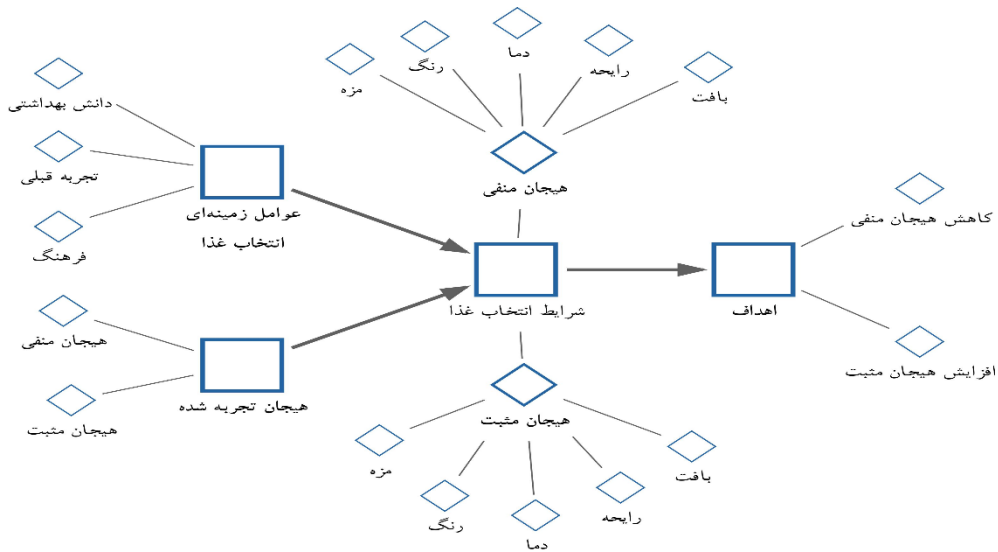 دما
رایحه
رنگ
مزه
بافت
دانش بهداشتی
تجربه قبلی
هیجان منفی
عوامل زمینه‌ای
انتخاب غذا
کاهش هیجان منفی
فرهنگ
شرایط انتخاب غذا
اهداف
هیجان منفی
افزایش هیجان مثبت
هیجان تجربه شده
هیجان مثبت
هیجان مثبت
مزه
بافت
رنگ
رایحه
دما